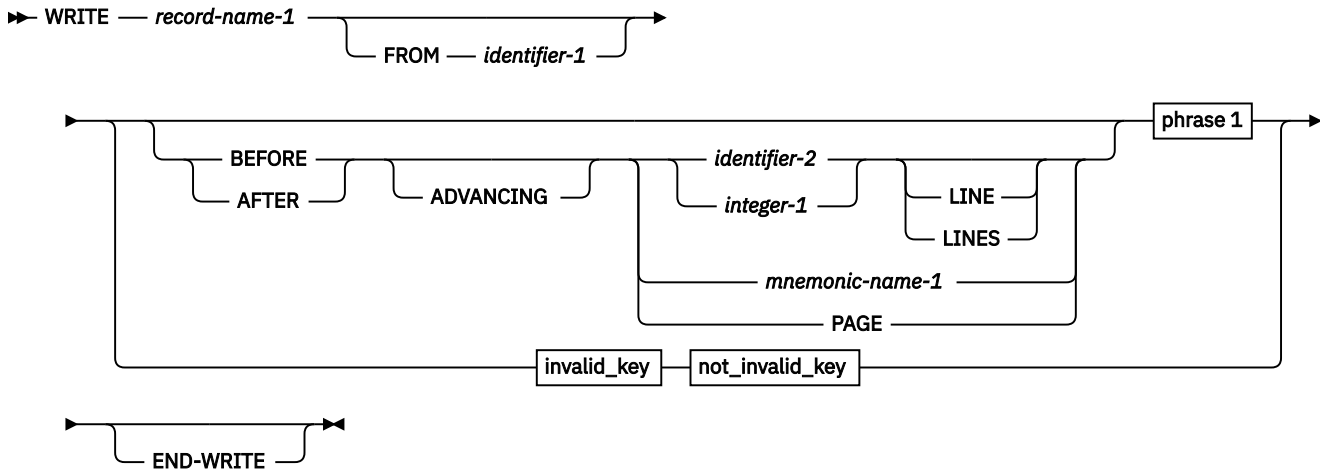 WRITE record-name-1
FROM identifier-1
phrase 1
BEFORE identifier-2
AFTER ADVANCING integer-1 LINE
LINES
mnemonic-name-1
PAGE
invalid_key not_invalid_key
END-WRITE